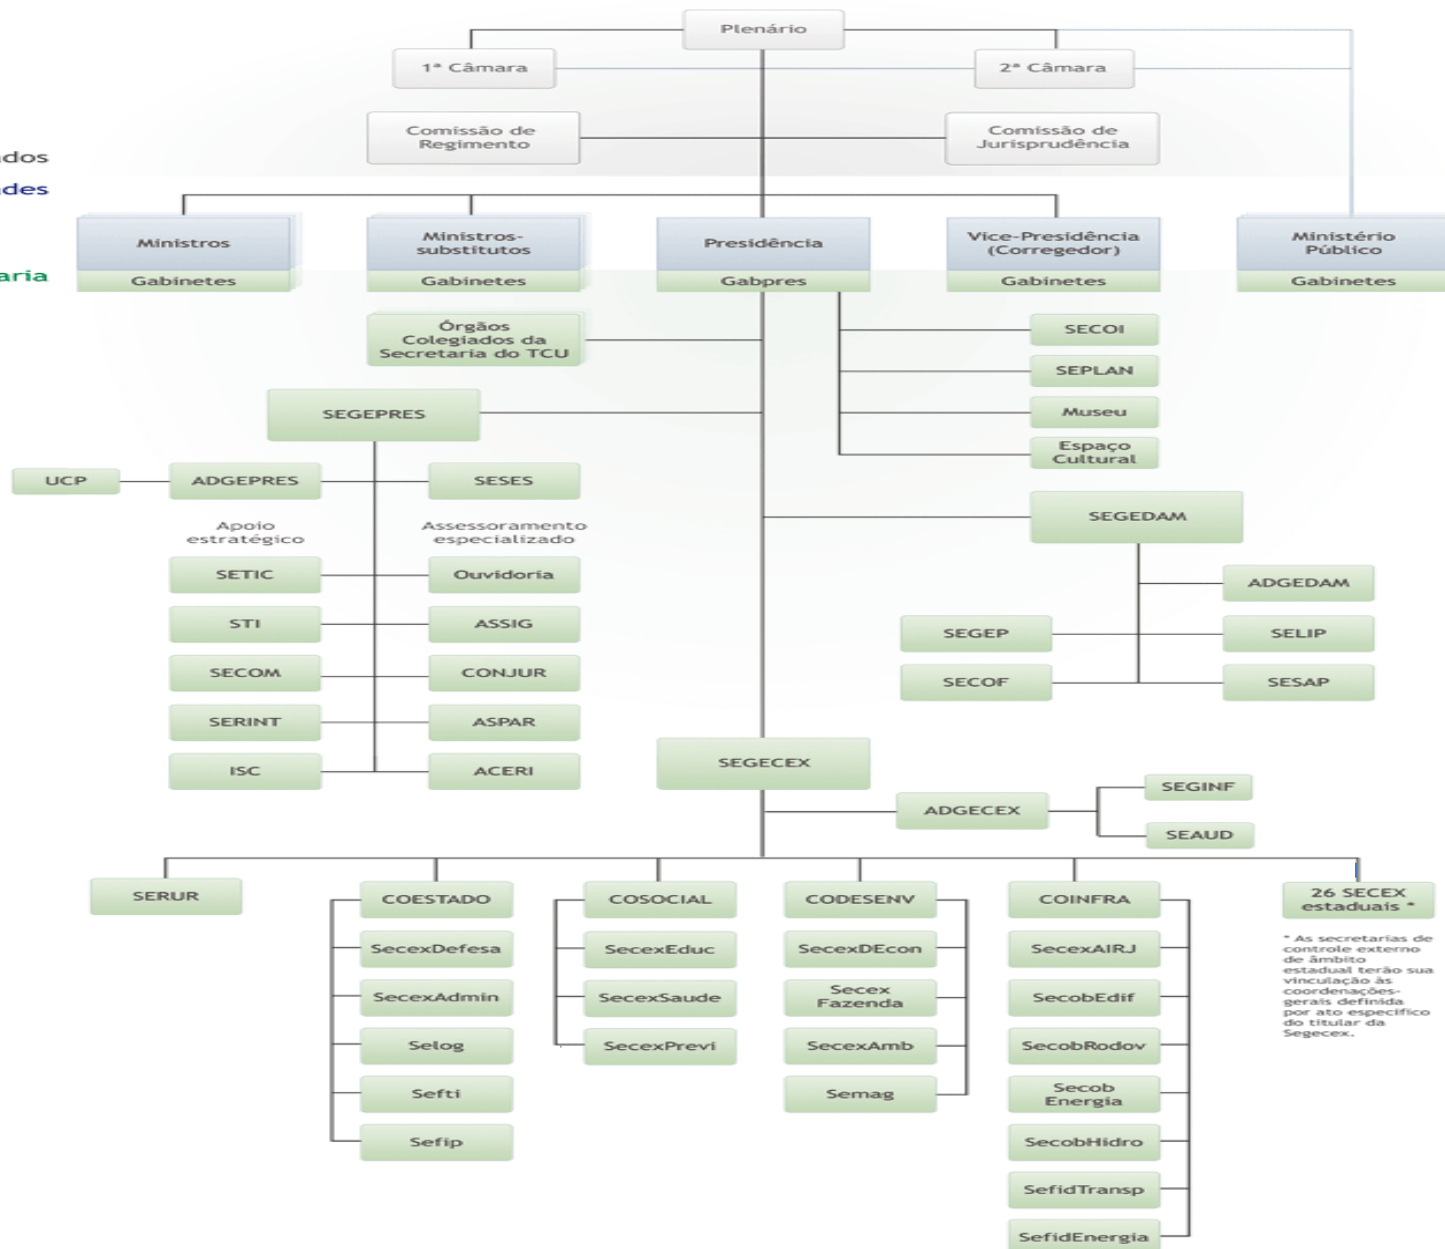 Plenário
1ª Câmara
2ª Câmara
Comissão de
Regimento
Comissão de
Jurisprudência
ados
ades
aria
Ministros
Gabinetes
Ministros-
substitutos
Gabinetes
Presidência
Gabpres
Vice-Presidência
(Corregedor)
Gabinetes
Ministério
Público
Gabinetes
Órgãos
Colegiados da
Secretaria do TCU
SECOI
SEPLAN
Museu
Espaço
Cultural
SEGEPRES
UCP
ADGEPRES
SESES
Apoio
estratégico
Assessoramento
especializado
SETIC
Ouvidoria
STI
ASSIG
SECOM
CONJUR
SERINT
ASPAR
ISC
ACERI
SEGEDAM
ADGEDAM
SEGEP
SELIP
SECOF
SESAP
SEGECEX
ADGECEX
SEGINF
SEAUD
SERUR
COESTADO
SecexDefesa
SecexAdmin
Selog
Sefti
Sefip
COSOCIAL
SecexEduc
SecexSaude
SecexPrevi
CODESENV
SecexDEcon
Secex
Fazenda
SecexAmb
Semag
COINFRA
SecexAIRJ
SecobEdif
SecobRodov
Secob
Energia
SecobHidro
SefidTransp
SefidEnergia
26 SECEX
estaduais *
* As secretarias de
controle externo
de âmbito
estadual terão sua
vinculação às
coordenações-
gerais definida
por ato específico
do titular da
Segecex.